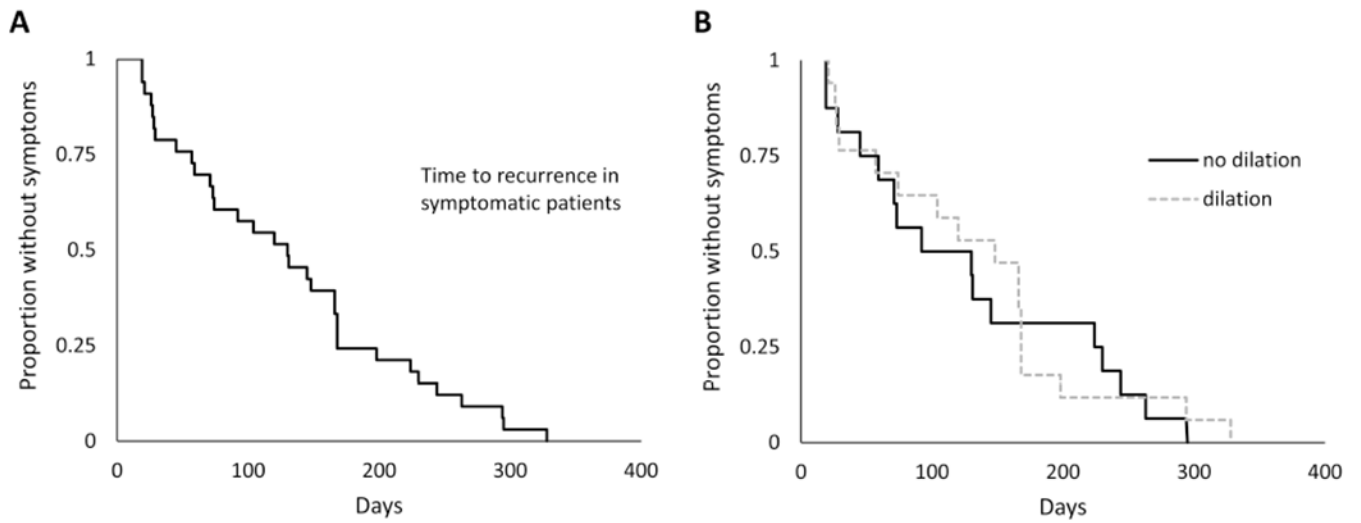 A
Proportion without symptoms
1
0.75
0.5
0.25
0
0 100 200 300 400
Days
Time to recurrence in
symptomatic patients
B
Proportion without symptoms
1
0.75
0.5
0.25
0
0 100 200 300 400
Days
no dilation
dilation